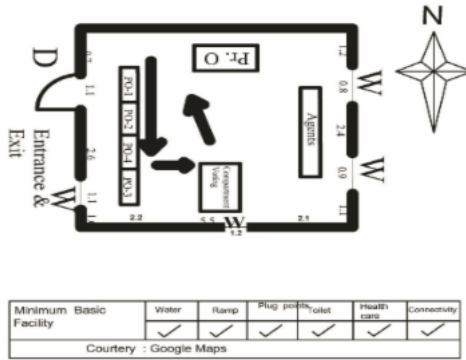 N
D
Entrance &
Exit
W
W
W
W
Pr. O
PO-1
PO-2
PO-4
PO-3
Agents
Compartment
Voting
0.7
1.1
2.6
1.1
1.2
0.8
2.4
0.9
1.1
2.2
5.5
1.2
2.1
Minimum Basic
Facility
Water
Ramp
Plug points
Toilet
Health
care
Connectivity
Courtery : Google Maps